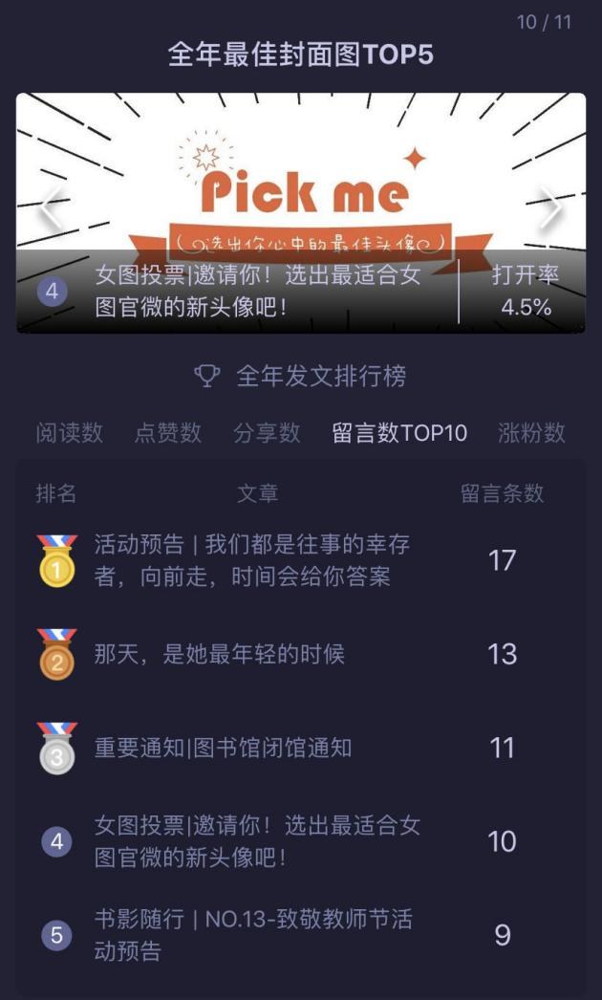 10 / 11
全年最佳封面图TOP5
Pick me
(选出你心中的最佳头像)
4
女图投票|邀请你！选出最适合女
图官微的新头像吧！
打开率
4.5%
全年发文排行榜
阅读数 点赞数 分享数 留言数TOP10 涨粉数
排名 文章 留言条数
1
活动预告 | 我们都是往事的幸存
者，向前走，时间会给你答案
17
2
那天，是她最年轻的时候
13
3
重要通知|图书馆闭馆通知
11
4
女图投票|邀请你！选出最适合女
图官微的新头像吧！
10
5
书影随行 | NO.13-致敬教师节活
动预告
9